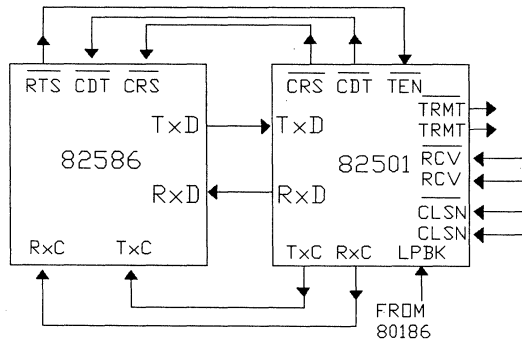 RTS CDT CRS
CRS CDT TEN
TRMT
TRMT
TxD
TxD
82586
82501
RCV
RCV
RxD
RxD
CLSN
CLSN
RxC TxC
TxC RxC LPBK
FROM
80186